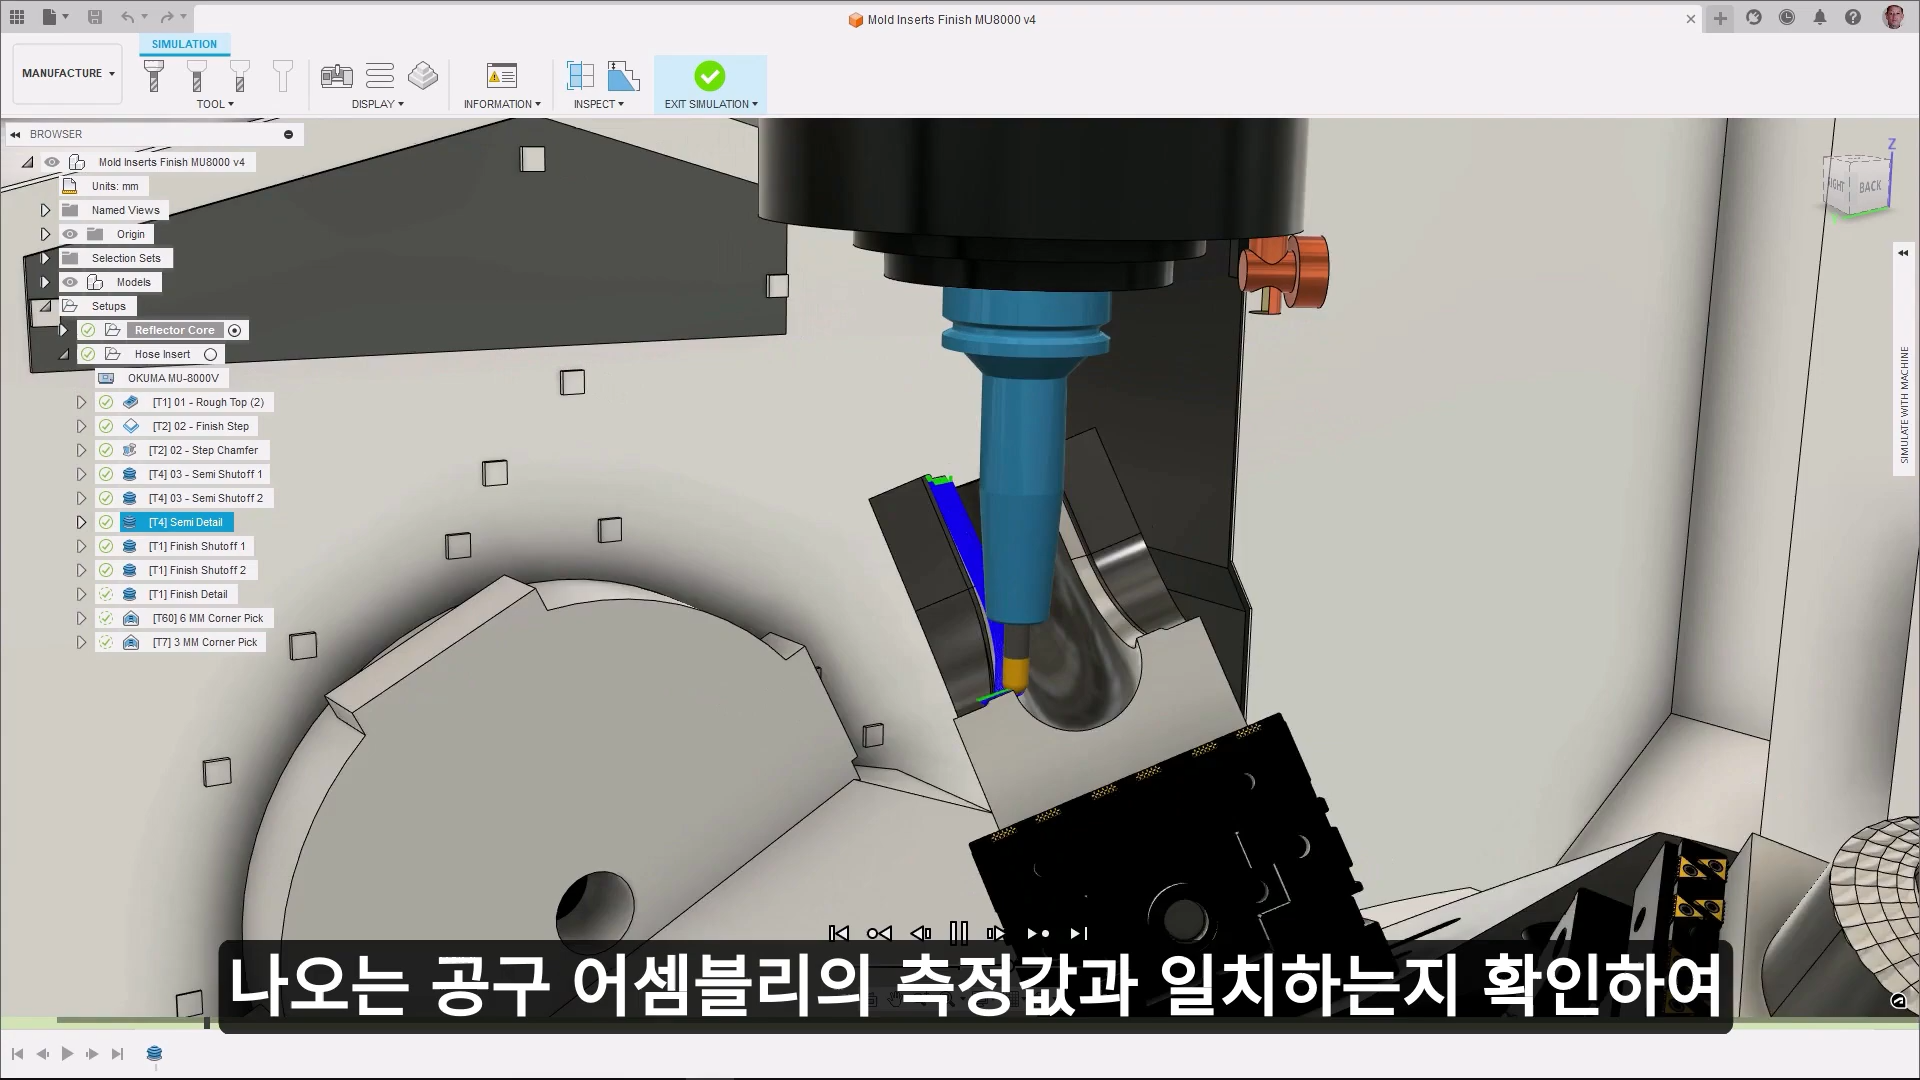 Mold Inserts Finish MU8000 v4
SIMULATION
MANUFACTURE
TOOL
DISPLAY
INFORMATION
INSPECT
EXIT SIMULATION
BROWSER
Mold Inserts Finish MU8000 v4
Units: mm
Named Views
Origin
Selection Sets
Models
Setups
Reflector Core
Hose Insert
OKUMA MU-8000V
[T1] 01 - Rough Top (2)
[T2] 02 - Finish Step
[T2] 02 - Step Chamfer
[T4] 03 - Semi Shutoff 1
[T4] 03 - Semi Shutoff 2
[T4] Semi Detail
[T1] Finish Shutoff 1
[T1] Finish Shutoff 2
[T1] Finish Detail
[T60] 6 MM Corner Pick
[T7] 3 MM Corner Pick
Z
BACK
SIMULATE WITH MACHINE
나오는 공구 어셈블리의 측정값과 일치하는지 확인하여